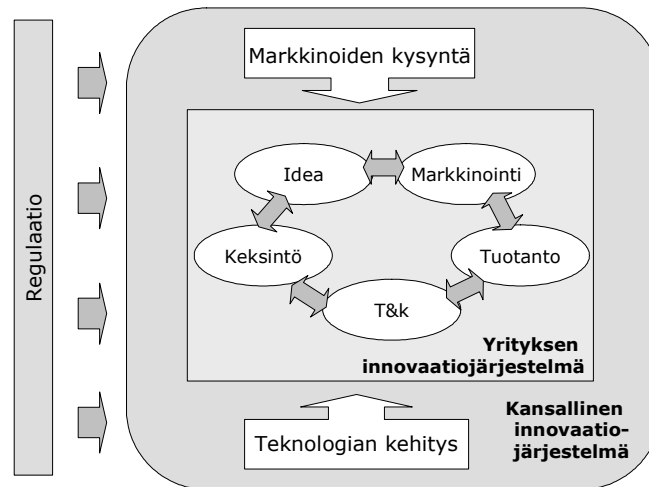 Regulaatio
Markkinoiden kysyntä
Idea
Markkinointi
Keksintö
Tuotanto
T&k
Yrityksen
innovaatiojärjestelmä
Teknologian kehitys
Kansallinen
innovaatio-
järjestelmä